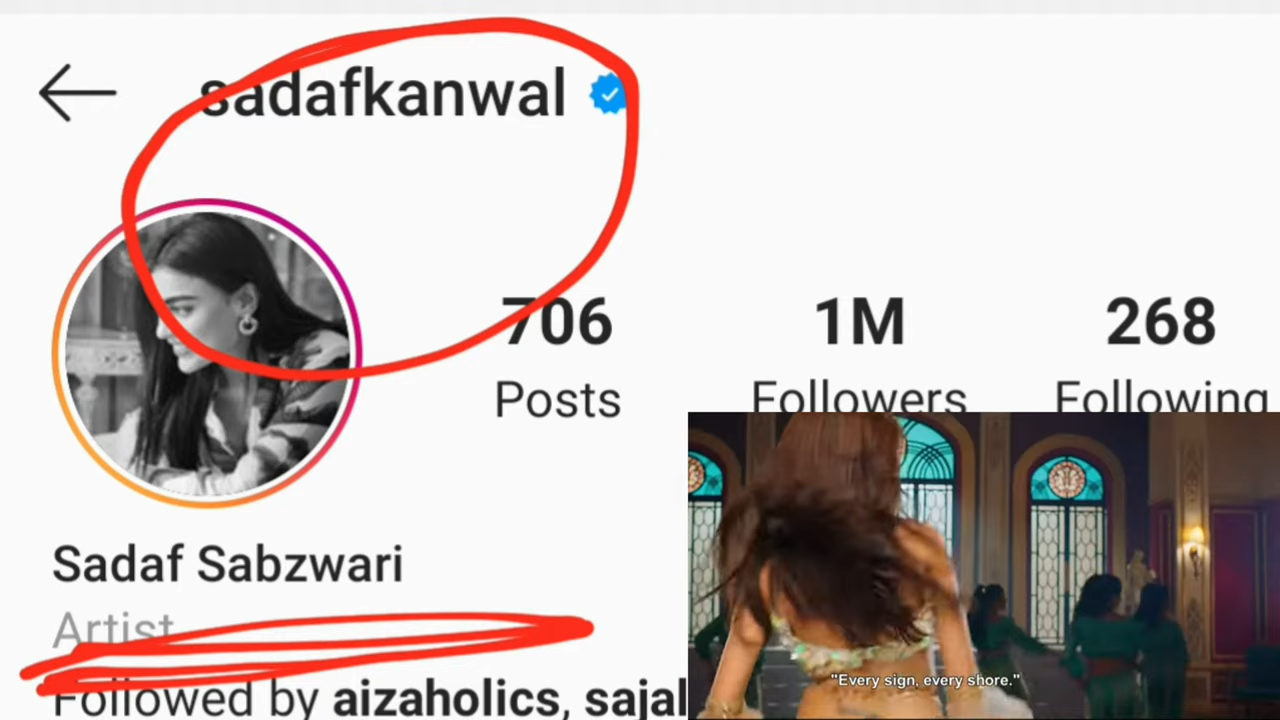 sadafkanwal
706 1M 268
Posts Followers Following
Sadaf Sabzwari
Artist
Followed by aizaholics, sajal
"Every sign, every shore."